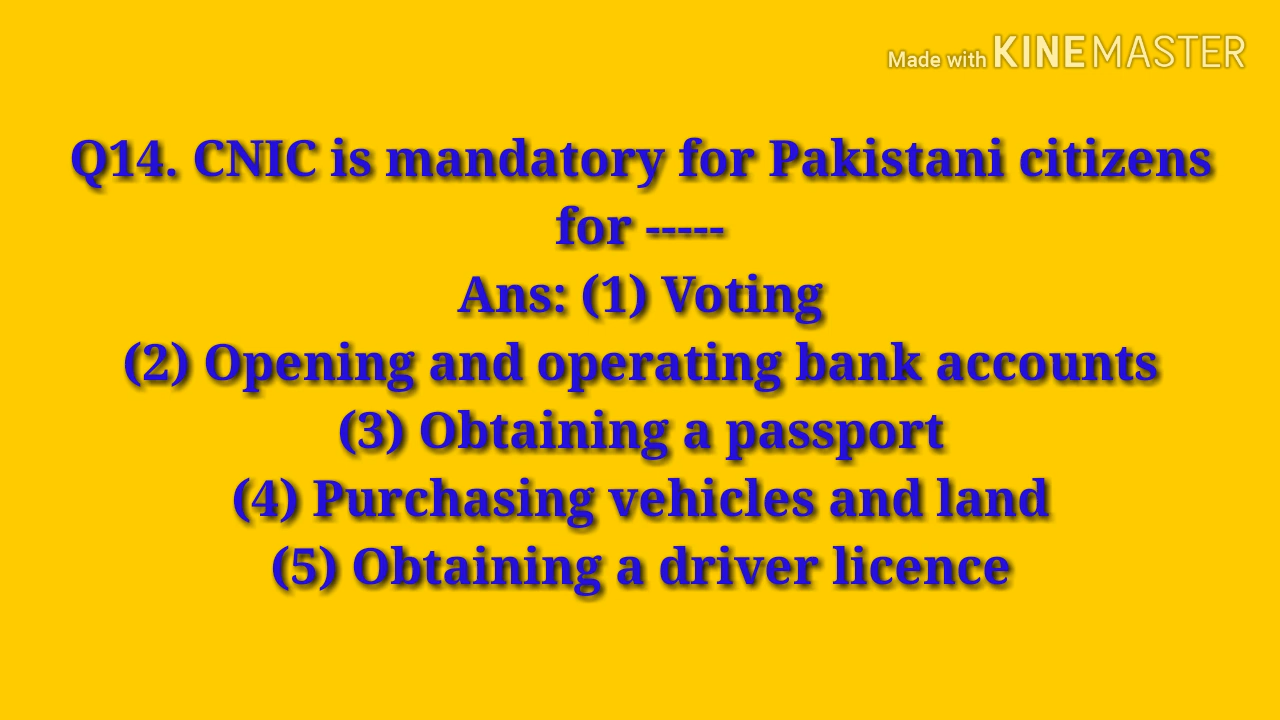 Made with KINEMASTER
Q14. CNIC is mandatory for Pakistani citizens
for -----
Ans: (1) Voting
(2) Opening and operating bank accounts
(3) Obtaining a passport
(4) Purchasing vehicles and land
(5) Obtaining a driver licence